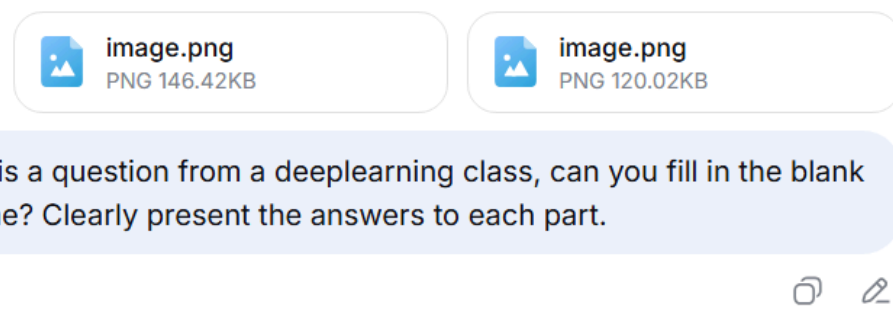 image.png image.png
PNG 146.42KB PNG 120.02KB
is a question from a deeplearning class, can you fill in the blank
e? Clearly present the answers to each part.